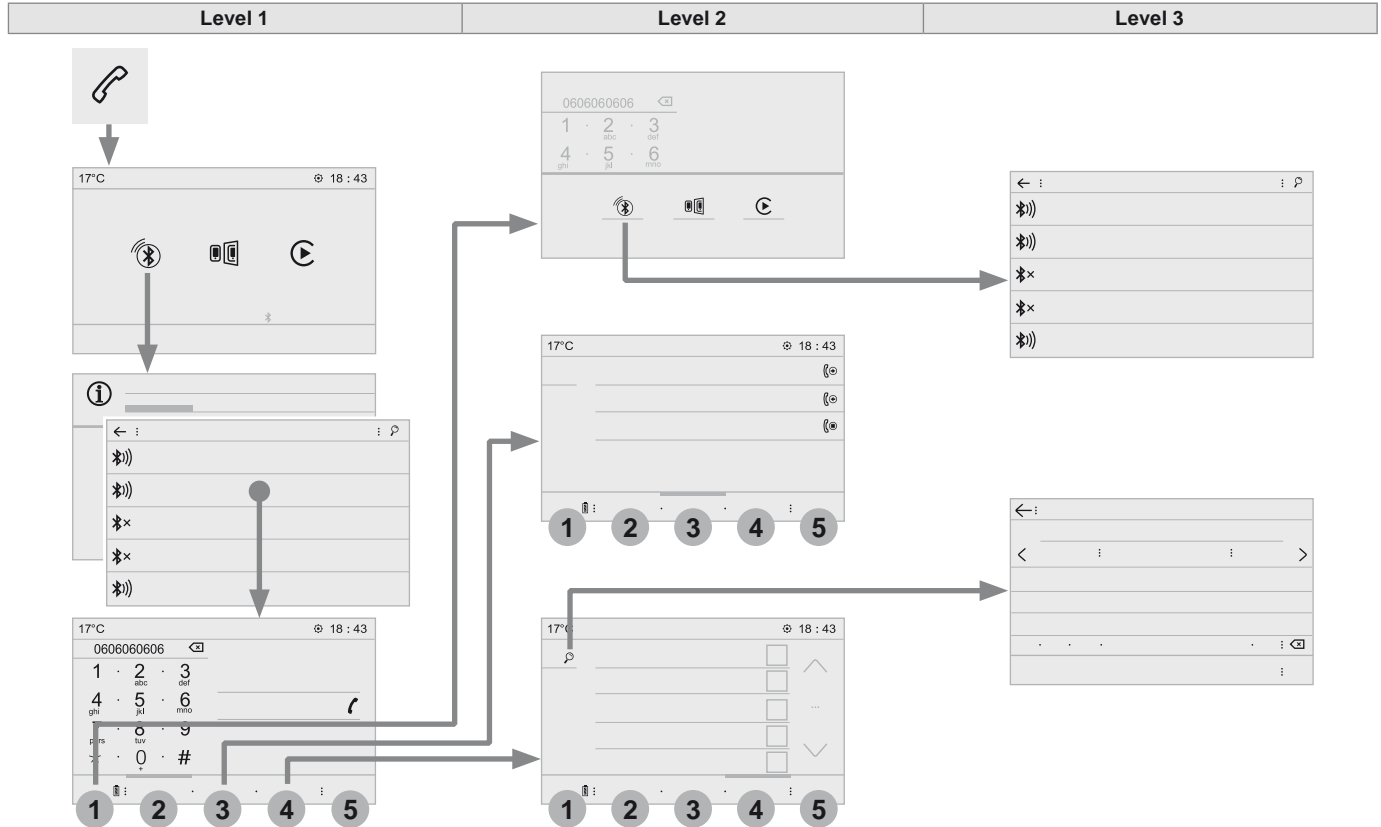 Level 1
Level 2
Level 3
17°C 18 : 43
17°C 18 : 43
0606060606
1 2 3
abc def
4 5 6
ghi jkl mno
8 9
pqrs tuv
0 #
+
1 2 3 4 5
0606060606
1 2 3
abc def
4 5 6
ghi jkl mno
17°C 18 : 43
1 2 3 4 5
17°C 18 : 43
...
1 2 3 4 5